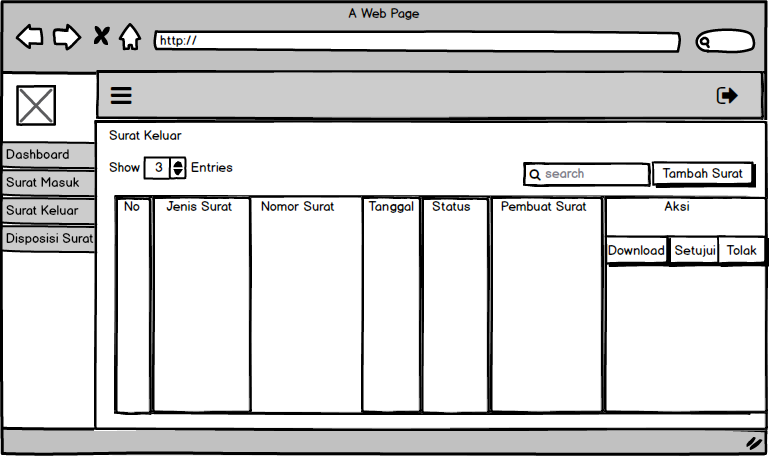 A Web Page
http://
Dashboard
Surat Masuk
Surat Keluar
Disposisi Surat
Surat Keluar
Show 3 Entries
search
Tambah Surat
No Jenis Surat Nomor Surat Tanggal Status Pembuat Surat Aksi
Download Setujui Tolak